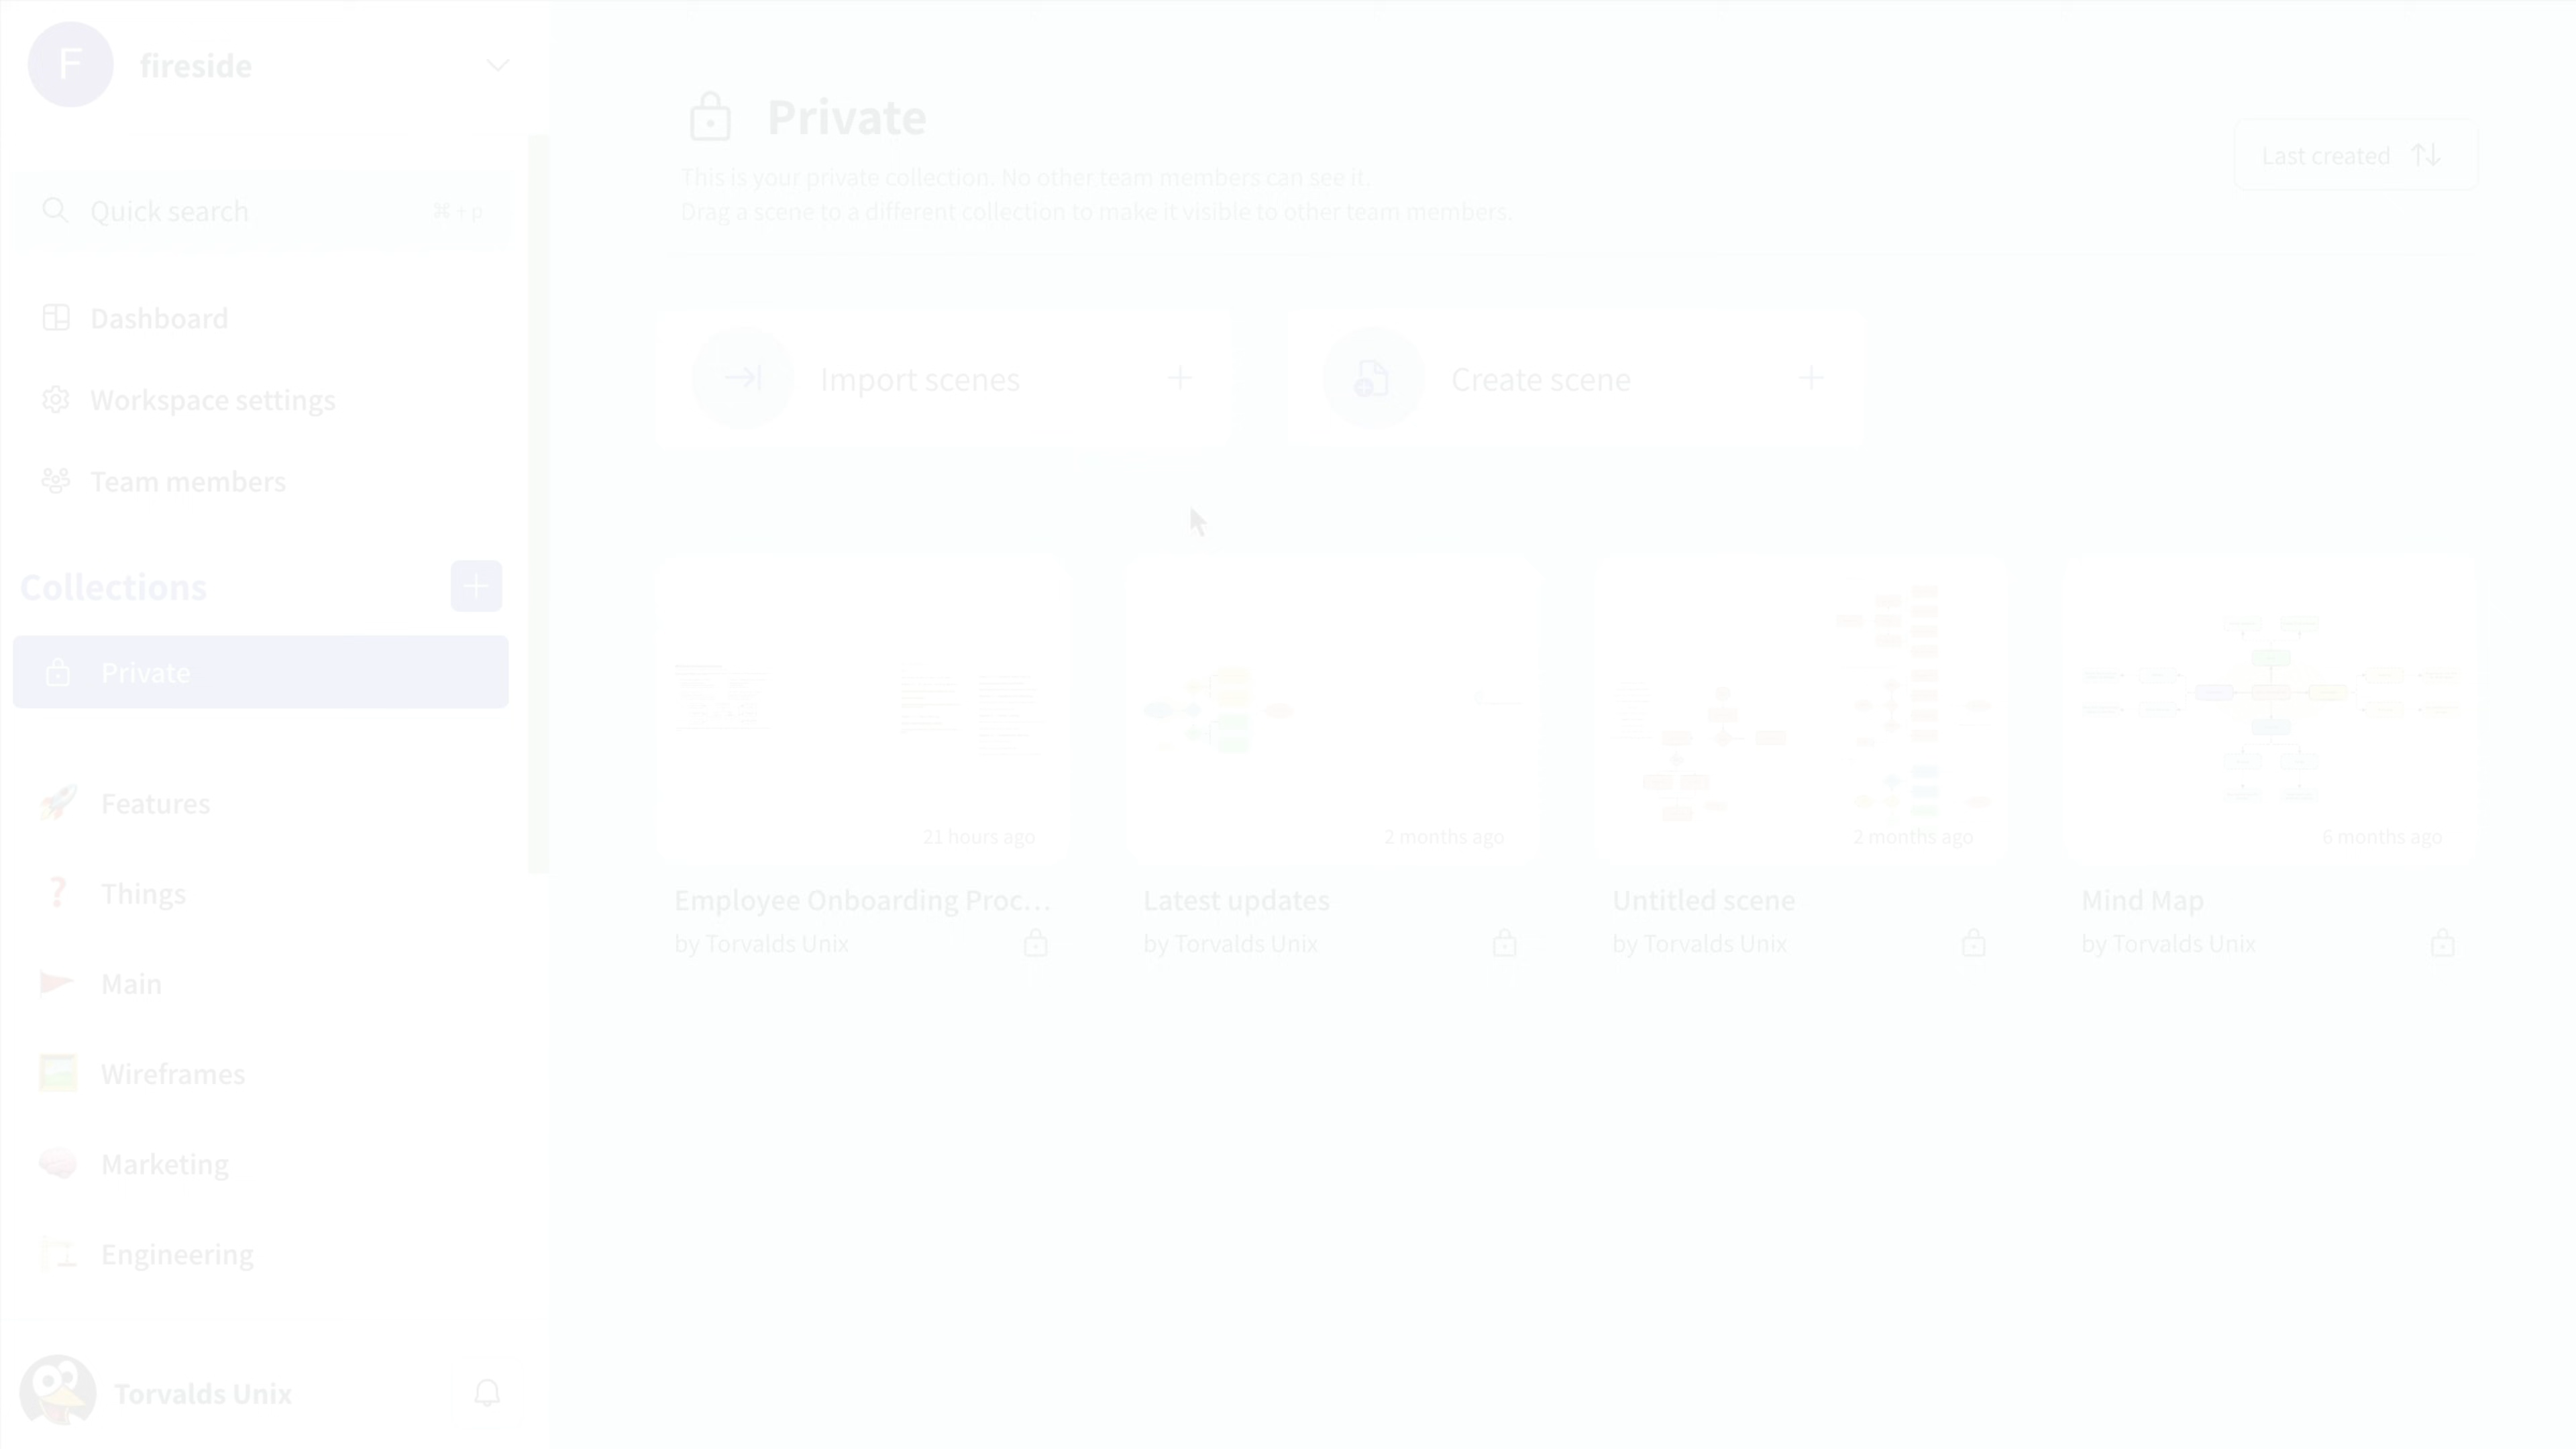 F
fireside
Quick search
⌘ + p
Dashboard
Workspace settings
Team members
Collections
Private
Features
Things
Main
Wireframes
Marketing
Engineering
Torvalds Unix
Private
This is your private collection. No other team members can see it.
Drag a scene to a different collection to make it visible to other team members.
Last created
Import scenes
Create scene
21 hours ago
Employee Onboarding Proc...
by Torvalds Unix
2 months ago
Latest updates
by Torvalds Unix
2 months ago
Untitled scene
by Torvalds Unix
6 months ago
Mind Map
by Torvalds Unix